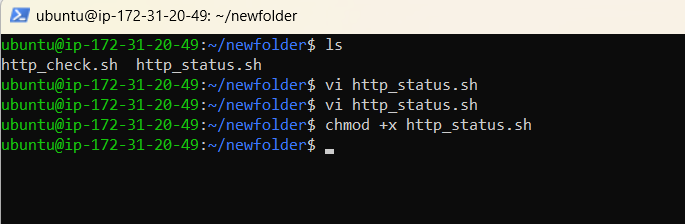 ubuntu@ip-172-31-20-49: ~/newfolder
ubuntu@ip-172-31-20-49:~/newfolder$ ls
http_check.sh  http_status.sh
ubuntu@ip-172-31-20-49:~/newfolder$ vi http_status.sh
ubuntu@ip-172-31-20-49:~/newfolder$ vi http_status.sh
ubuntu@ip-172-31-20-49:~/newfolder$ chmod +x http_status.sh
ubuntu@ip-172-31-20-49:~/newfolder$